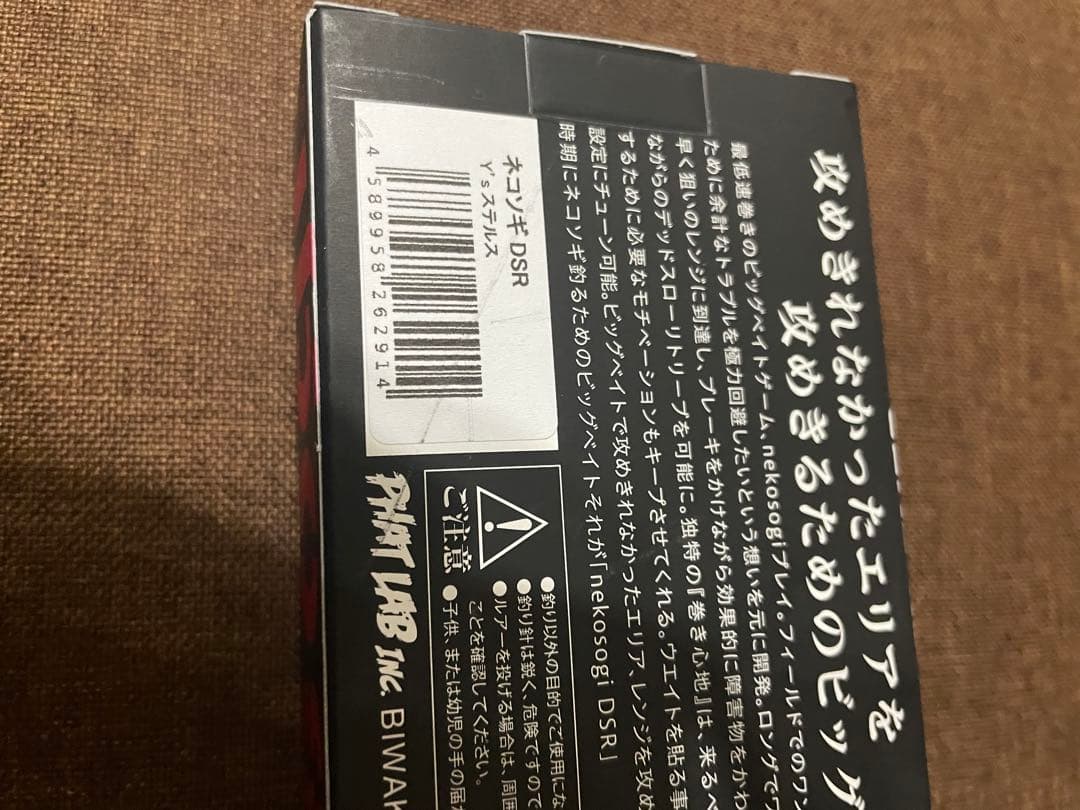 攻めきれなかったエリアを
攻めきるためのビッグ
最低速巻きのビッグベイトゲーム、nekosogiプレイ。フィールドでのワン
ために余計なトラブルを極力回避したいという想いを元に開発。ロングでワ
早く狙いのレンジに到達し、ブレーキをかけながら効果的に障害物をかわ
ながらのデッドスローリトリーブを可能に。独特の『巻き心地』は、来るべ
するために必要なモチベーションもキープさせてくれる。ウエイトを貼る事
設定にチューン可能。ビッグベイトで攻めきれなかったエリア、レンジを攻め
時期にネコソギ釣るためのビッグベイトそれが「nekosogi DSR」
ネコソギ DSR
Y'sステルス
4 589958 262914
ご注意
●釣り以外の目的でご使用にな
●釣り針は鋭く、危険ですので
●ルアーを投げる場合は、周囲
ことを確認してください。
●子供、または幼児の手の届か
PHAT LAB INC. BIWAK